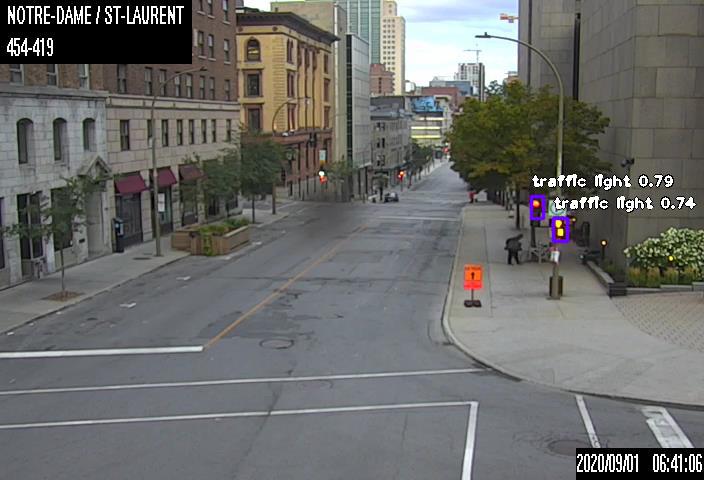 NOTRE-DAME / ST-LAURENT
454-419
traffic light 0.79
traffic light 0.74
2020/09/01 06:41:06